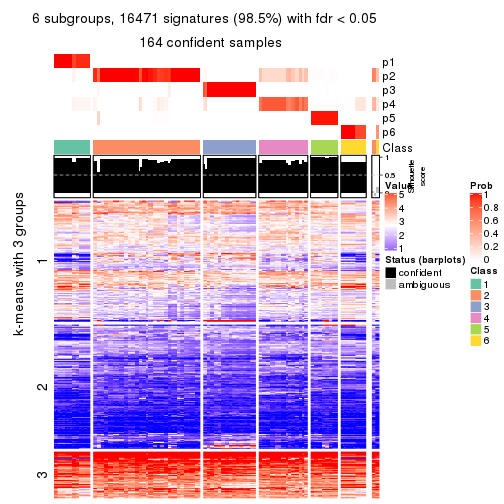 6 subgroups, 16471 signatures (98.5%) with fdr < 0.05
164 confident samples
p1
p2
p3
p4
p5
p6
Class
1
0.5
0
Silhouette
score
k-means with 3 groups
1
2
3
Value
5
4
3
2
1
Status (barplots)
confident
ambiguous
Prob
1
0.8
0.6
0.4
0.2
0
Class
1
2
3
4
5
6